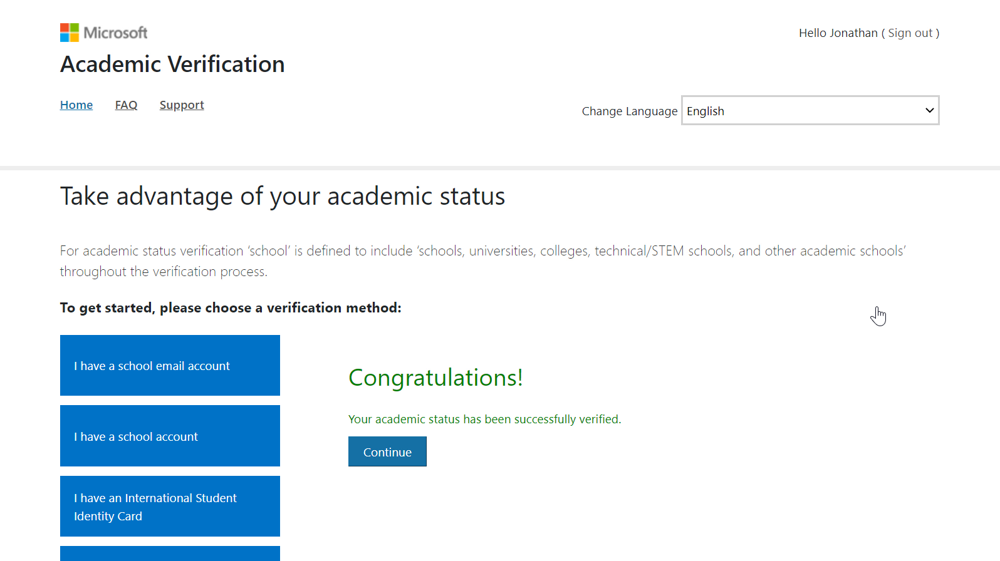 Microsoft
Hello Jonathan ( Sign out )
Academic Verification
Home FAQ Support
Change Language English
Take advantage of your academic status
For academic status verification ‘school’ is defined to include ‘schools, universities, colleges, technical/STEM schools, and other academic schools’
throughout the verification process.
To get started, please choose a verification method:
I have a school email account
I have a school account
I have an International Student
Identity Card
Congratulations!
Your academic status has been successfully verified.
Continue